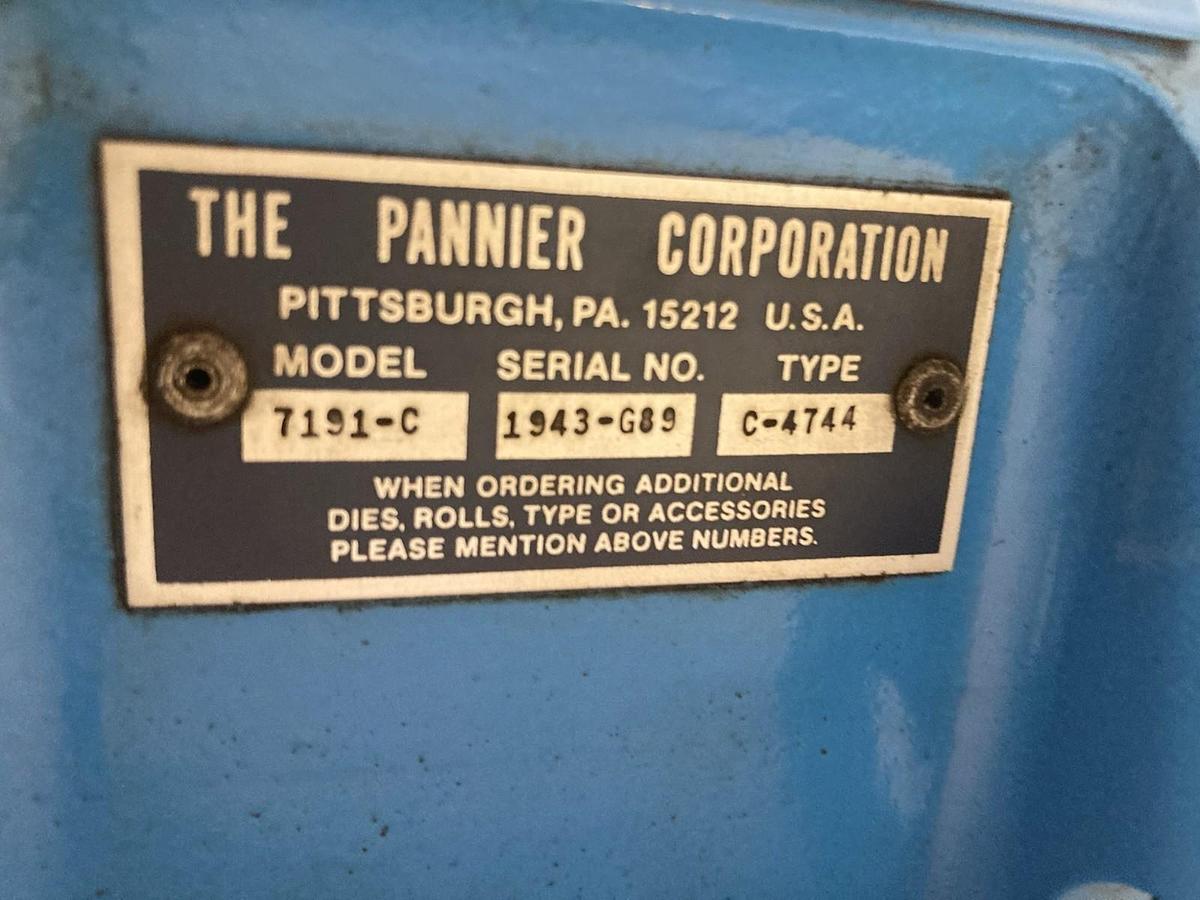 THE PANNIER CORPORATION
PITTSBURGH, PA. 15212 U.S.A.
MODEL SERIAL NO. TYPE
7191-C 1943-G89 C-4744
WHEN ORDERING ADDITIONAL
DIES, ROLLS, TYPE OR ACCESSORIES
PLEASE MENTION ABOVE NUMBERS.